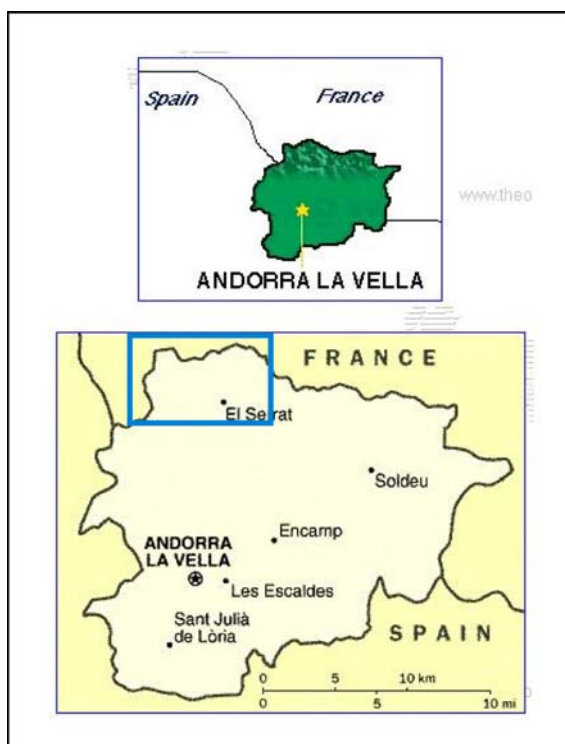 Spain
France
www.theo
ANDORRA LA VELLA
FRANCE
El Serrat
Soldeu
Encamp
ANDORRA
LA VELLA
Les Escaldes
Sant Julià
de Lòria
SPAIN
0 5 10 km
0 5 10 mi